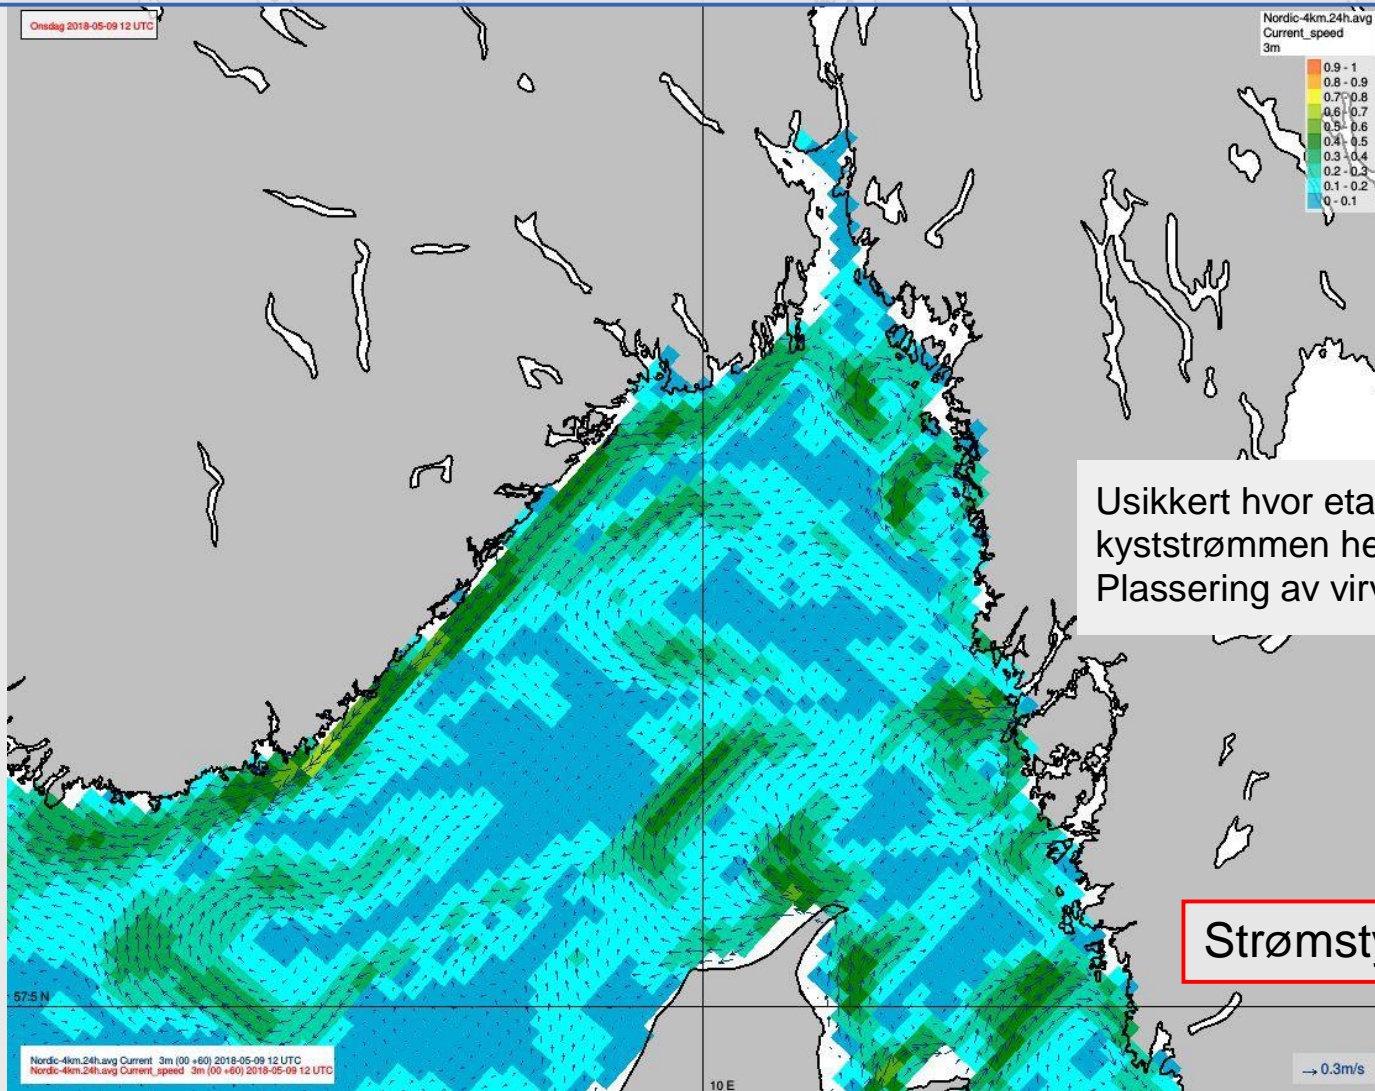 Onsdag 2018-05-09 12 UTC
Nordic-4km.24h.avg
Current_speed
3m
0.9 - 1
0.8 - 0.9
0.7 - 0.8
0.6 - 0.7
0.5 - 0.6
0.4 - 0.5
0.3 - 0.4
0.2 - 0.3
0.1 - 0.2
0 - 0.1
Usikkert hvor eta
kyststrømmen he
Plassering av virv
Strømsty
57.5 N
Nordic-4km.24h.avg Current 3m (00 +60) 2018-05-09 12 UTC
Nordic-4km.24h.avg Current_speed 3m (00 +60) 2018-05-09 12 UTC
10 E
→ 0.3m/s